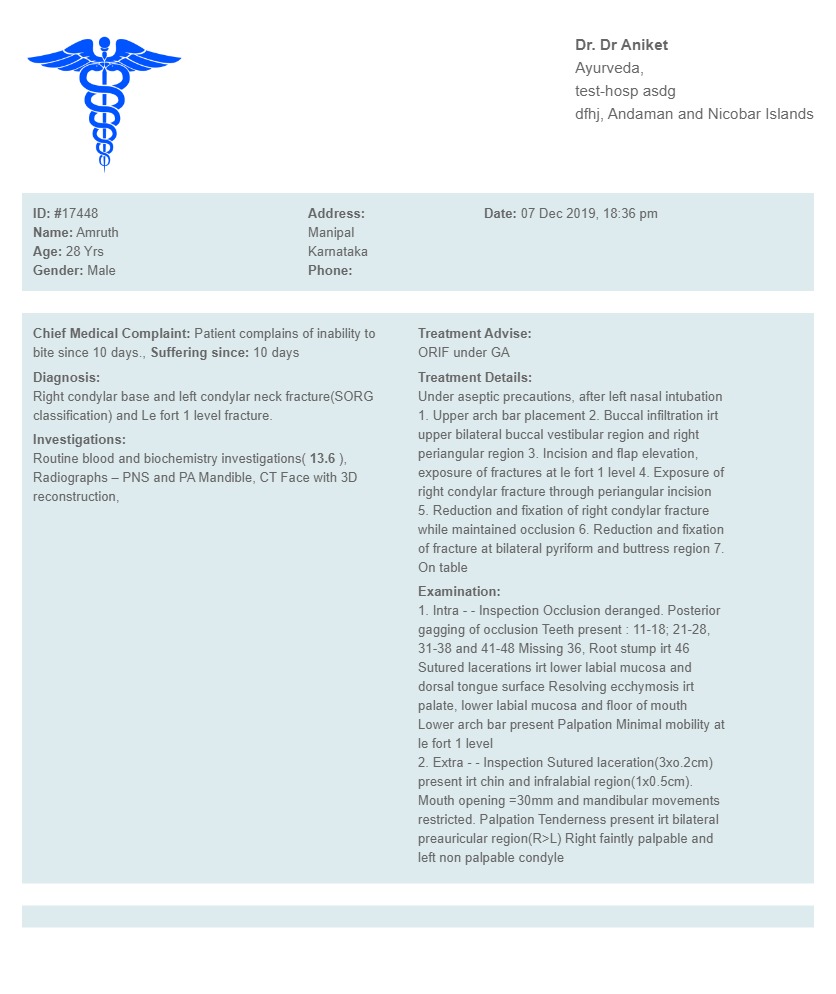 Dr. Dr Aniket
Ayurveda,
test-hosp asdg
dfhj, Andaman and Nicobar Islands
ID: #17448
Name: Amruth
Age: 28 Yrs
Gender: Male
Address:
Manipal
Karnataka
Phone:
Date: 07 Dec 2019, 18:36 pm
Chief Medical Complaint: Patient complains of inability to
bite since 10 days., Suffering since: 10 days
Diagnosis:
Right condylar base and left condylar neck fracture(SORG
classification) and Le fort 1 level fracture.
Investigations:
Routine blood and biochemistry investigations( 13.6 ),
Radiographs – PNS and PA Mandible, CT Face with 3D
reconstruction,
Treatment Advise:
ORIF under GA
Treatment Details:
Under aseptic precautions, after left nasal intubation
1. Upper arch bar placement 2. Buccal infiltration irt
upper bilateral buccal vestibular region and right
periangular region 3. Incision and flap elevation,
exposure of fractures at le fort 1 level 4. Exposure of
right condylar fracture through periangular incision
5. Reduction and fixation of right condylar fracture
while maintained occlusion 6. Reduction and fixation
of fracture at bilateral pyriform and buttress region 7.
On table
Examination:
1. Intra - - Inspection Occlusion deranged. Posterior
gagging of occlusion Teeth present : 11-18; 21-28,
31-38 and 41-48 Missing 36, Root stump irt 46
Sutured lacerations irt lower labial mucosa and
dorsal tongue surface Resolving ecchymosis irt
palate, lower labial mucosa and floor of mouth
Lower arch bar present Palpation Minimal mobility at
le fort 1 level
2. Extra - - Inspection Sutured laceration(3xo.2cm)
present irt chin and infralabial region(1x0.5cm).
Mouth opening =30mm and mandibular movements
restricted. Palpation Tenderness present irt bilateral
preauricular region(R>L) Right faintly palpable and
left non palpable condyle